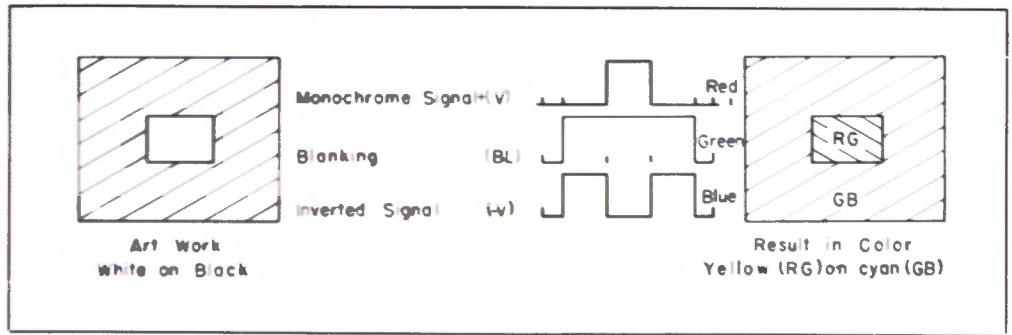 Monochrome Signal+(V) Red
RG
Blanking (BL) Green
GB
Inverted Signal (-V) Blue
Art Work
White on Black
Result in Color
Yellow (RG) on cyan (GB)